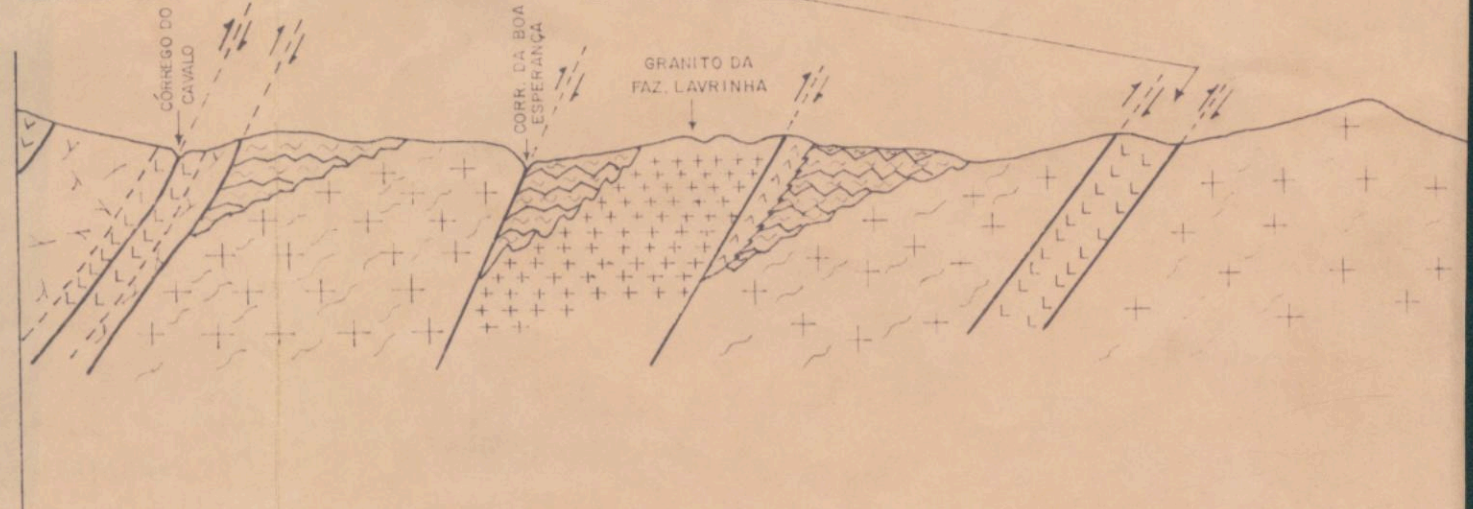 CÓRREGO DO
CAVALO
CORR. DA BOA
ESPERANÇA
GRANITO DA
FAZ. LAVRINHA